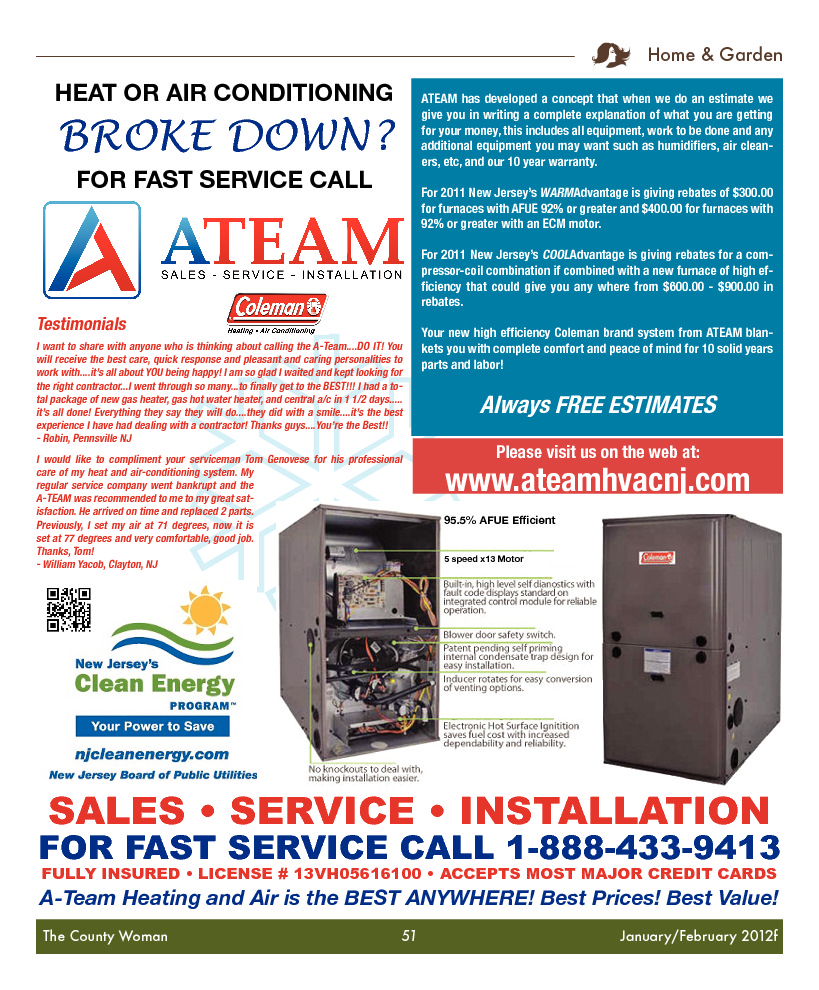 Home & Garden
HEAT OR AIR CONDITIONING
BROKE DOWN?
FOR FAST SERVICE CALL
ATEAM
SALES - SERVICE - INSTALLATION
Coleman
Heating • Air Conditioning
Testimonials
I want to share with anyone who is thinking about calling the A-Team....DO IT! You
will receive the best care, quick response and pleasant and caring personalities to
work with....it's all about YOU being happy! I am so glad I waited and kept looking for
the right contractor...I went through so many...to finally get to the BEST!!! I had a to-
tal package of new gas heater, gas hot water heater, and central a/c in 1 1/2 days.....
it's all done! Everything they say they will do....they did with a smile....it's the best
experience I have had dealing with a contractor! Thanks guys....You're the Best!!
- Robin, Pennsville NJ
I would like to compliment your serviceman Tom Genovese for his professional
care of my heat and air-conditioning system. My
regular service company went bankrupt and the
A-TEAM was recommended to me to my great sat-
isfaction. He arrived on time and replaced 2 parts.
Previously, I set my air at 71 degrees, now it is
set at 77 degrees and very comfortable, good job.
Thanks, Tom!
- William Yacob, Clayton, NJ
ATEAM has developed a concept that when we do an estimate we
give you in writing a complete explanation of what you are getting
for your money, this includes all equipment, work to be done and any
additional equipment you may want such as humidifiers, air clean-
ers, etc, and our 10 year warranty.
For 2011 New Jersey's WARMAdvantage is giving rebates of $300.00
for furnaces with AFUE 92% or greater and $400.00 for furnaces with
92% or greater with an ECM motor.
For 2011 New Jersey's COOLAdvantage is giving rebates for a com-
pressor-coil combination if combined with a new furnace of high ef-
ficiency that could give you any where from $600.00 - $900.00 in
rebates.
Your new high efficiency Coleman brand system from ATEAM blan-
kets you with complete comfort and peace of mind for 10 solid years
parts and labor!
Always FREE ESTIMATES
Please visit us on the web at:
www.ateamhvacnj.com
95.5% AFUE Efficient
5 speed x13 Motor
Built-in, high level self dianostics with
fault code displays standard on
integrated control module for reliable
operation.
Blower door safety switch.
Patent pending self priming
internal condensate trap design for
easy installation.
Inducer rotates for easy conversion
of venting options.
Electronic Hot Surface Ignitition
saves fuel cost with increased
dependability and reliability.
No knockouts to deal with,
making installation easier.
Coleman
New Jersey's
Clean Energy
PROGRAM™
Your Power to Save
njcleanenergy.com
New Jersey Board of Public Utilities
SALES • SERVICE • INSTALLATION
FOR FAST SERVICE CALL 1-888-433-9413
FULLY INSURED • LICENSE # 13VH05616100 • ACCEPTS MOST MAJOR CREDIT CARDS
A-Team Heating and Air is the BEST ANYWHERE! Best Prices! Best Value!
The County Woman 51 January/February 2012f